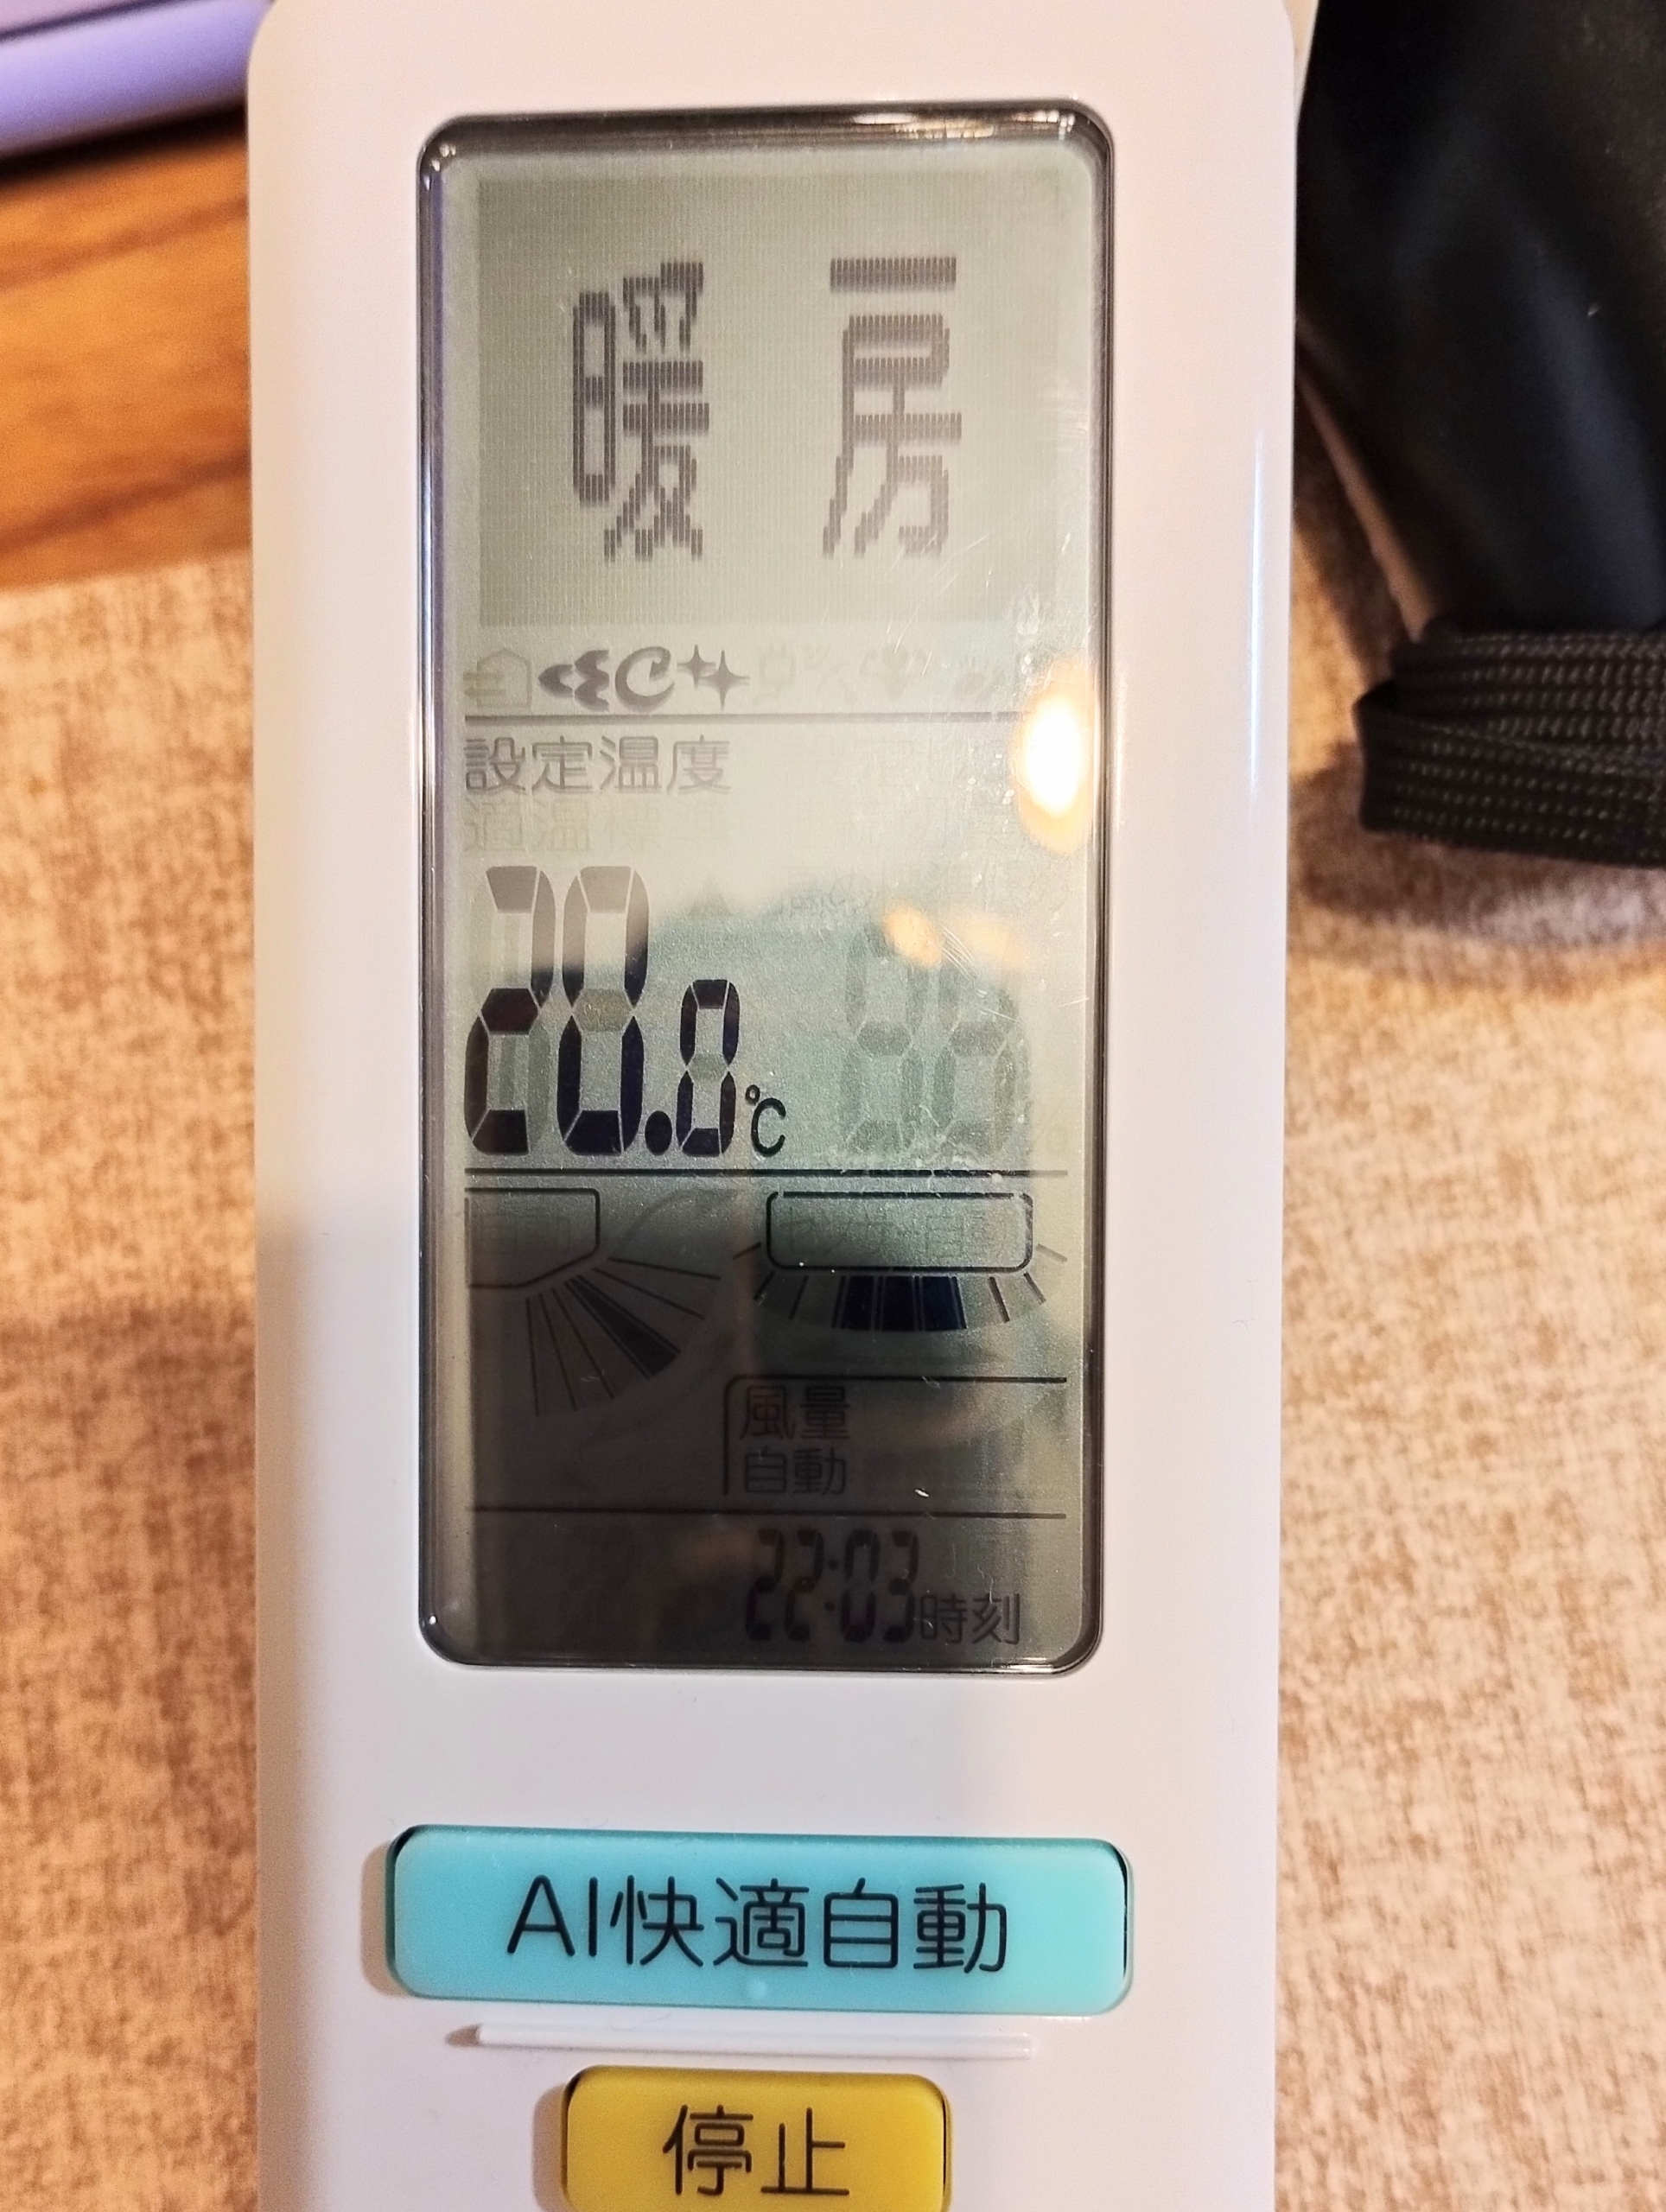 暖房
設定温度
20.0℃
風量
自動
22:03時刻
AI快適自動
停止